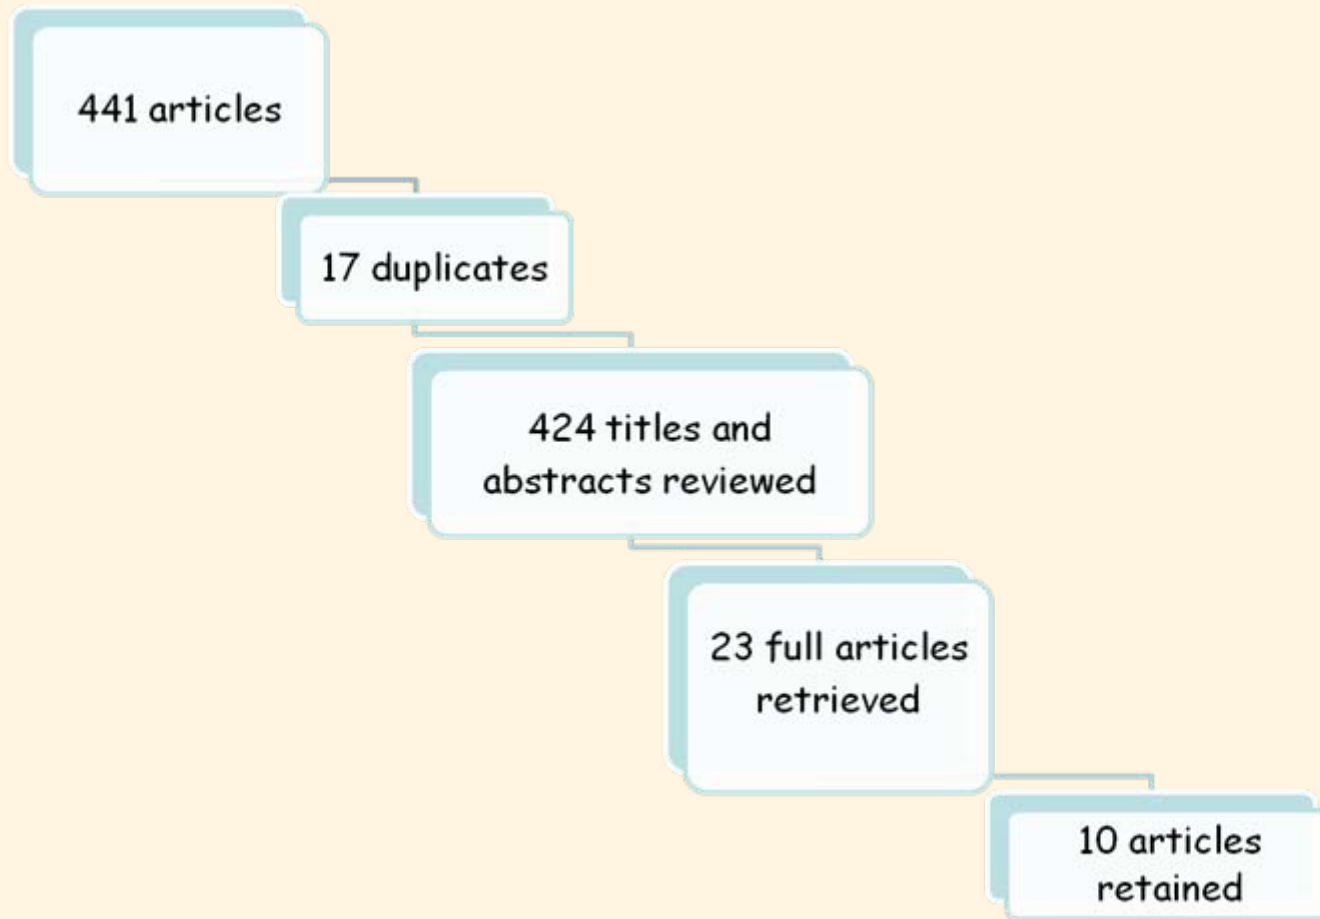 441 articles
17 duplicates
424 titles and
abstracts reviewed
23 full articles
retrieved
10 articles
retained